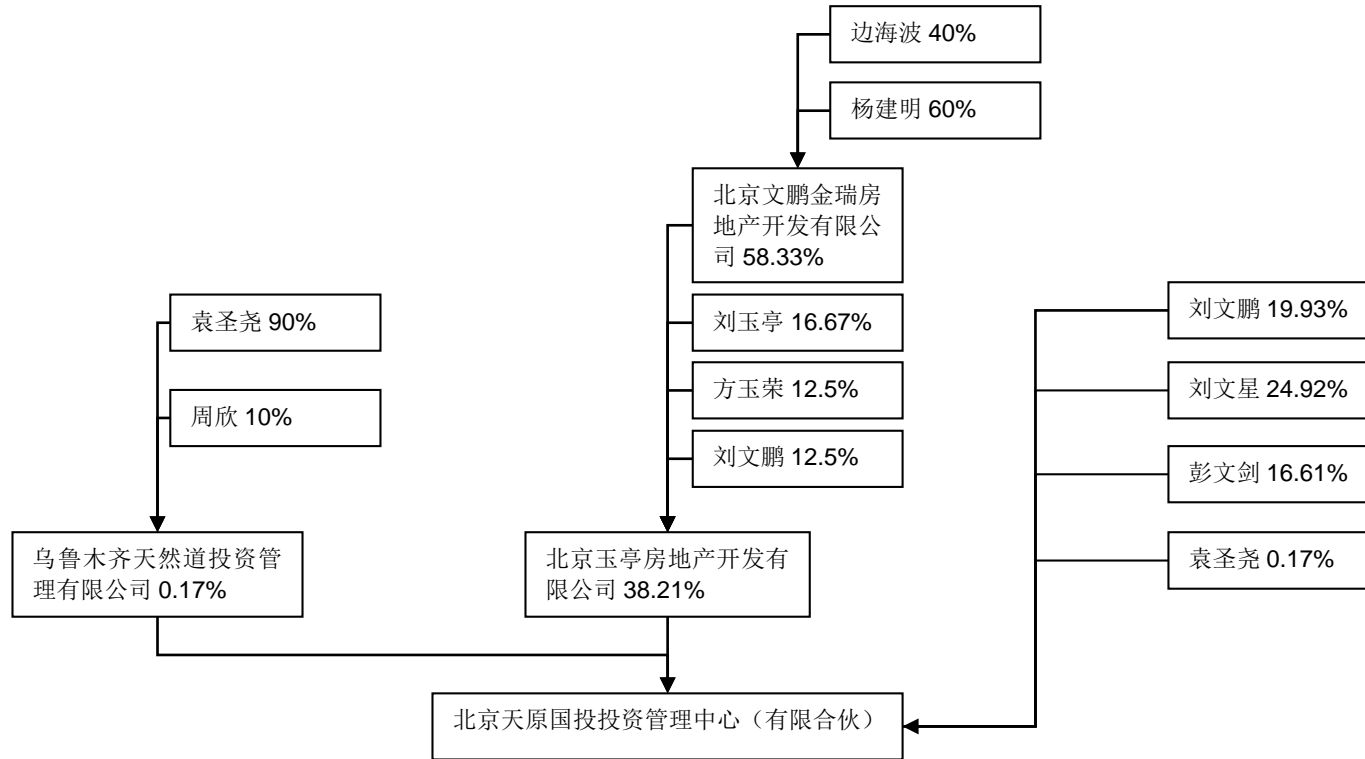 边海波 40%
杨建明 60%
北京文鹏金瑞房
地产开发有限公
司 58.33%
袁圣尧 90%
周欣 10%
刘玉亭 16.67%
方玉荣 12.5%
刘文鹏 12.5%
刘文鹏 19.93%
刘文星 24.92%
彭文剑 16.61%
袁圣尧 0.17%
乌鲁木齐天然道投资管
理有限公司 0.17%
北京玉亭房地产开发有
限公司 38.21%
北京天原国投投资管理中心（有限合伙）